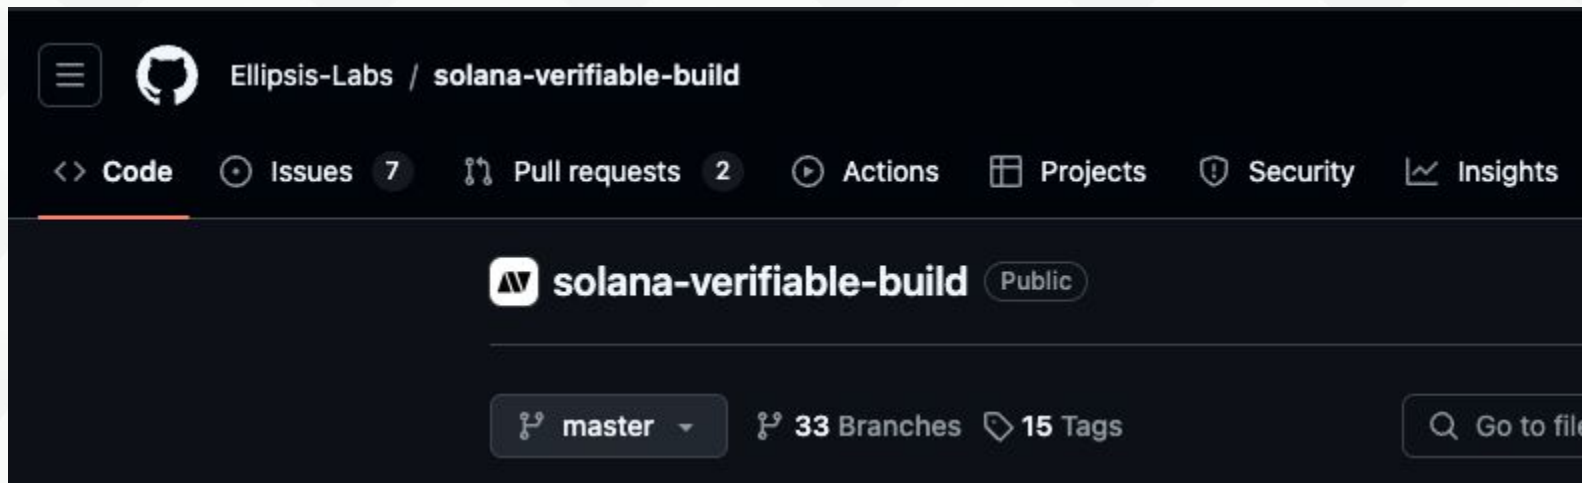 Ellipsis-Labs / solana-verifiable-build
Code Issues 7 Pull requests 2 Actions Projects Security Insights
solana-verifiable-build Public
master 33 Branches 15 Tags Go to file